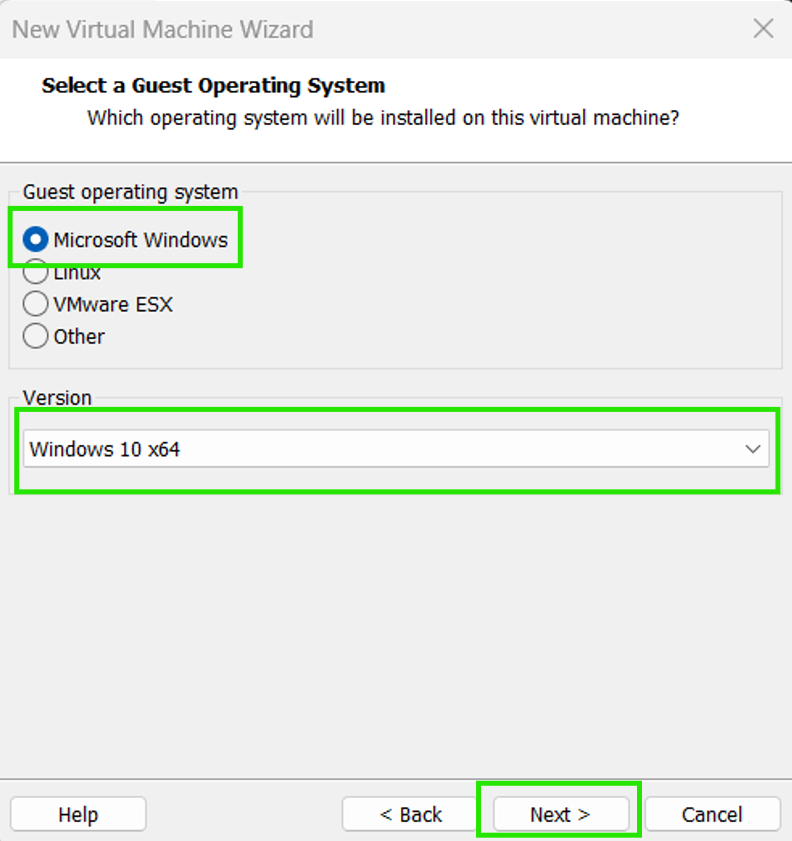 New Virtual Machine Wizard
Select a Guest Operating System
Which operating system will be installed on this virtual machine?
Guest operating system
Microsoft Windows
Linux
VMware ESX
Other
Version
Windows 10 x64
Help
< Back
Next >
Cancel